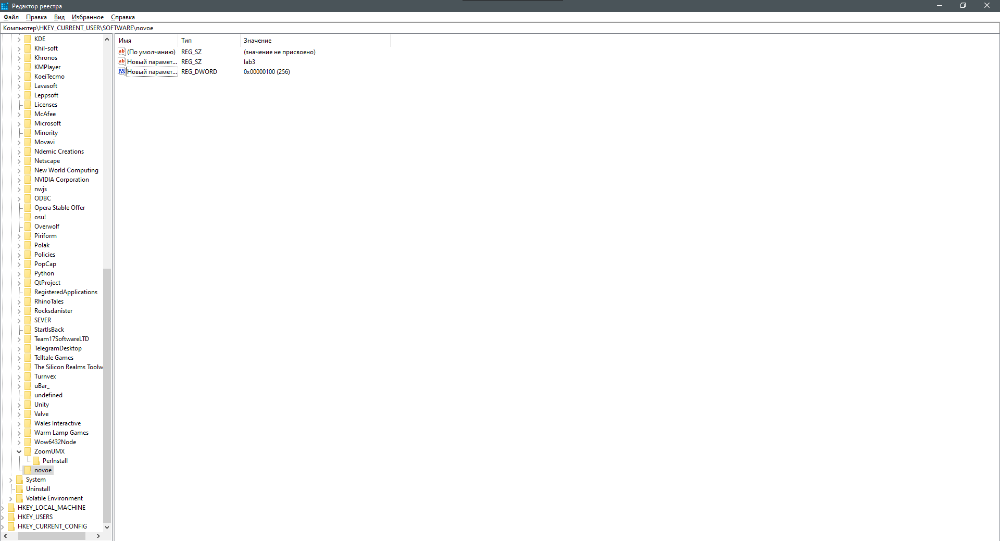 Редактор реестра
Файл Правка Вид Избранное Справка
Компьютер\HKEY_CURRENT_USER\SOFTWARE\novoe
KDE
Khil-soft
Khronos
KMPlayer
KoeiTecmo
Lavasoft
Leppsoft
Licenses
McAfee
Microsoft
Minority
Movavi
Ndemic Creations
Netscape
New World Computing
NVIDIA Corporation
nwjs
ODBC
Opera Stable Offer
osu!
Overwolf
Piriform
Polak
Policies
PopCap
Python
QtProject
RegisteredApplications
RhinoTales
Rocksdanister
SEVER
StartIsBack
Team17SoftwareLTD
TelegramDesktop
Telltale Games
The Silicon Realms Toolw
Turnvex
uBar_
undefined
Unity
Valve
Wales Interactive
Warm Lamp Games
Wow6432Node
ZoomUMX
PerInstall
novoe
System
Uninstall
Volatile Environment
HKEY_LOCAL_MACHINE
HKEY_USERS
HKEY_CURRENT_CONFIG
Имя Тип Значение
(По умолчанию) REG_SZ (значение не присвоено)
Новый парамет... REG_SZ lab3
Новый парамет... REG_DWORD 0x00000100 (256)